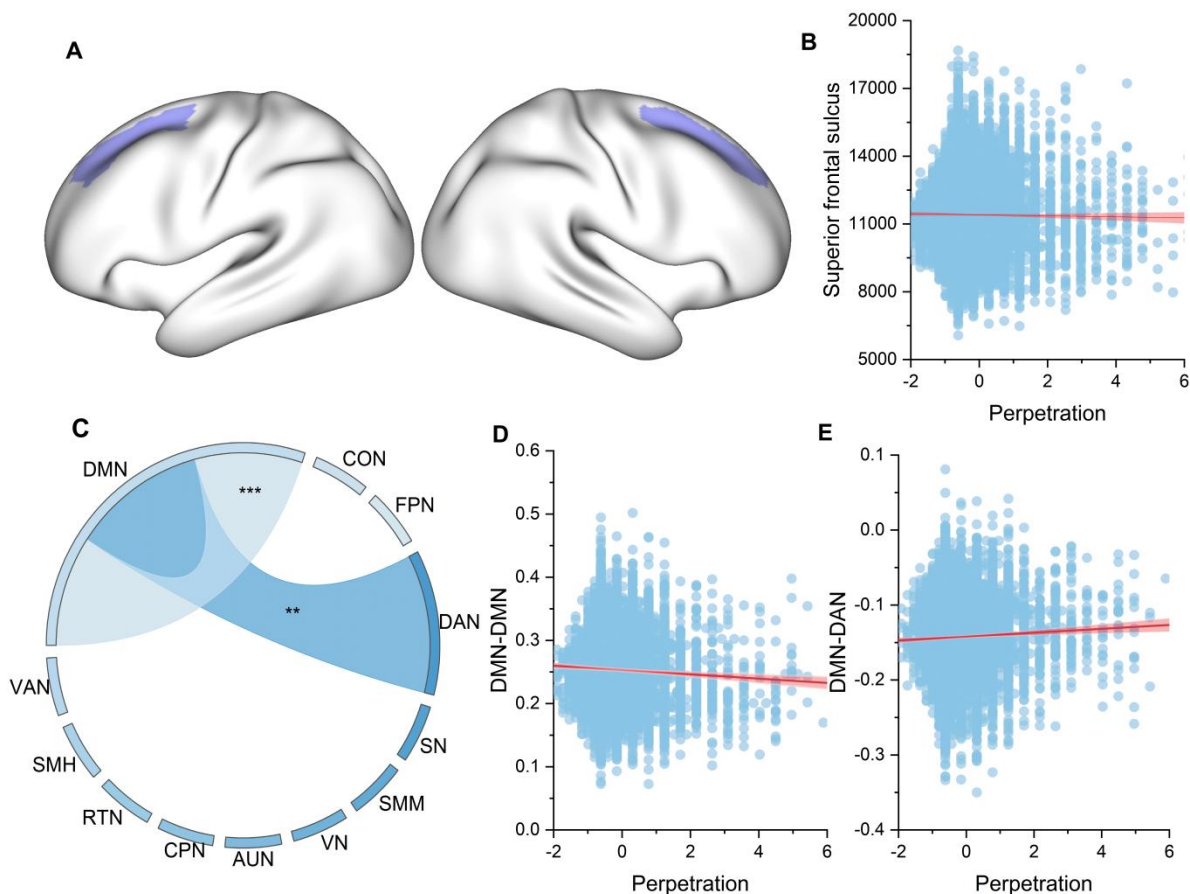 A
B
Superior frontal sulcus
20000
17000
14000
11000
8000
5000
-2 0 2 4 6
Perpetration
C
DMN
CON
FPN
DAN
SN
SMM
VN
AUN
CPN
RTN
SMH
VAN
***
**
D
DMN-DMN
0.6
0.5
0.4
0.3
0.2
0.1
0.0
-2 0 2 4 6
Perpetration
E
DMN-DAN
0.1
0.0
-0.1
-0.2
-0.3
-0.4
-2 0 2 4 6
Perpetration